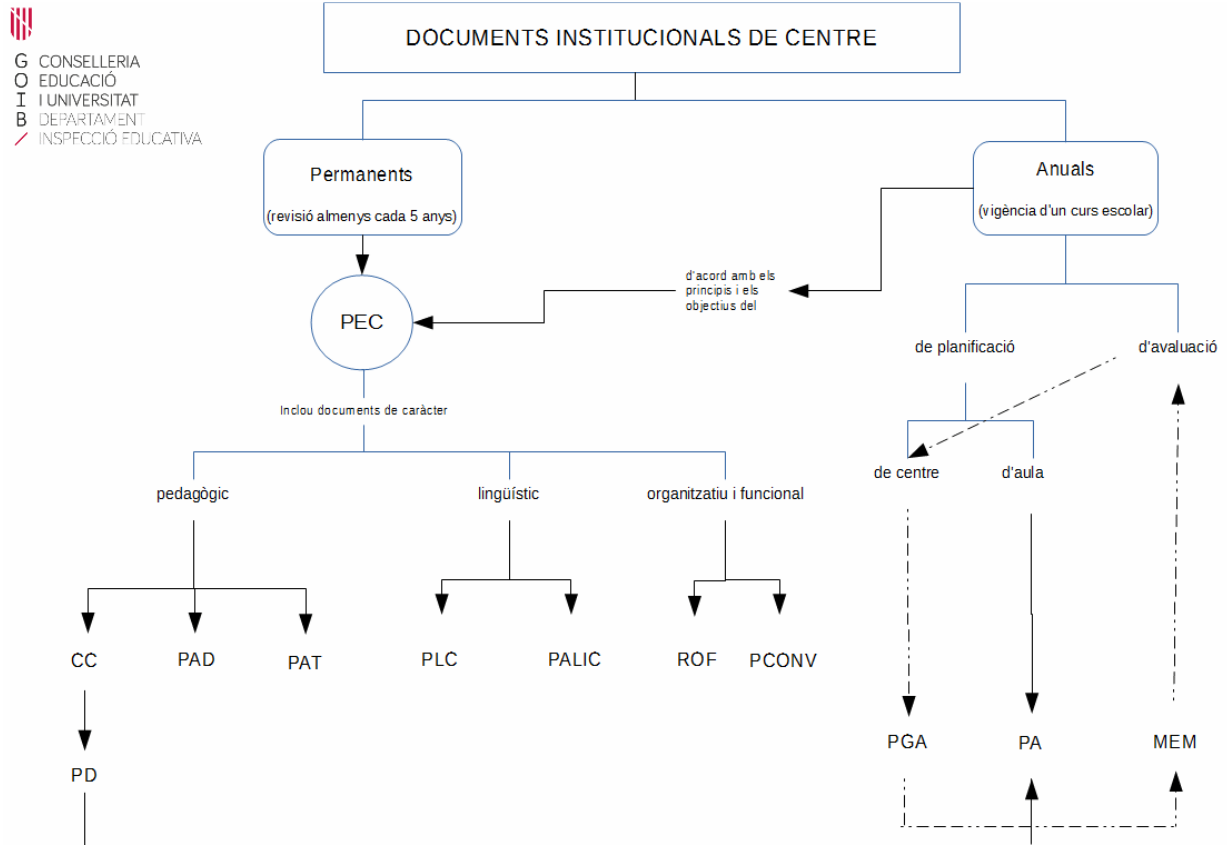 G CONSELLERIA
O EDUCACIÓ
I I UNIVERSITAT
B DEPARTAMENT
/ INSPECCIÓ EDUCATIVA
DOCUMENTS INSTITUCIONALS DE CENTRE
Permanents
(revisió almenys cada 5 anys)
Anuals
(vigència d'un curs escolar)
d'acord amb els
principis i els
objectius del
PEC
de planificació
d'avaluació
Inclou documents de caràcter
de centre
d'aula
pedagògic
lingüístic
organitzatiu i funcional
CC
PAD
PAT
PLC
PALIC
ROF
PCONV
PGA
PA
MEM
PD